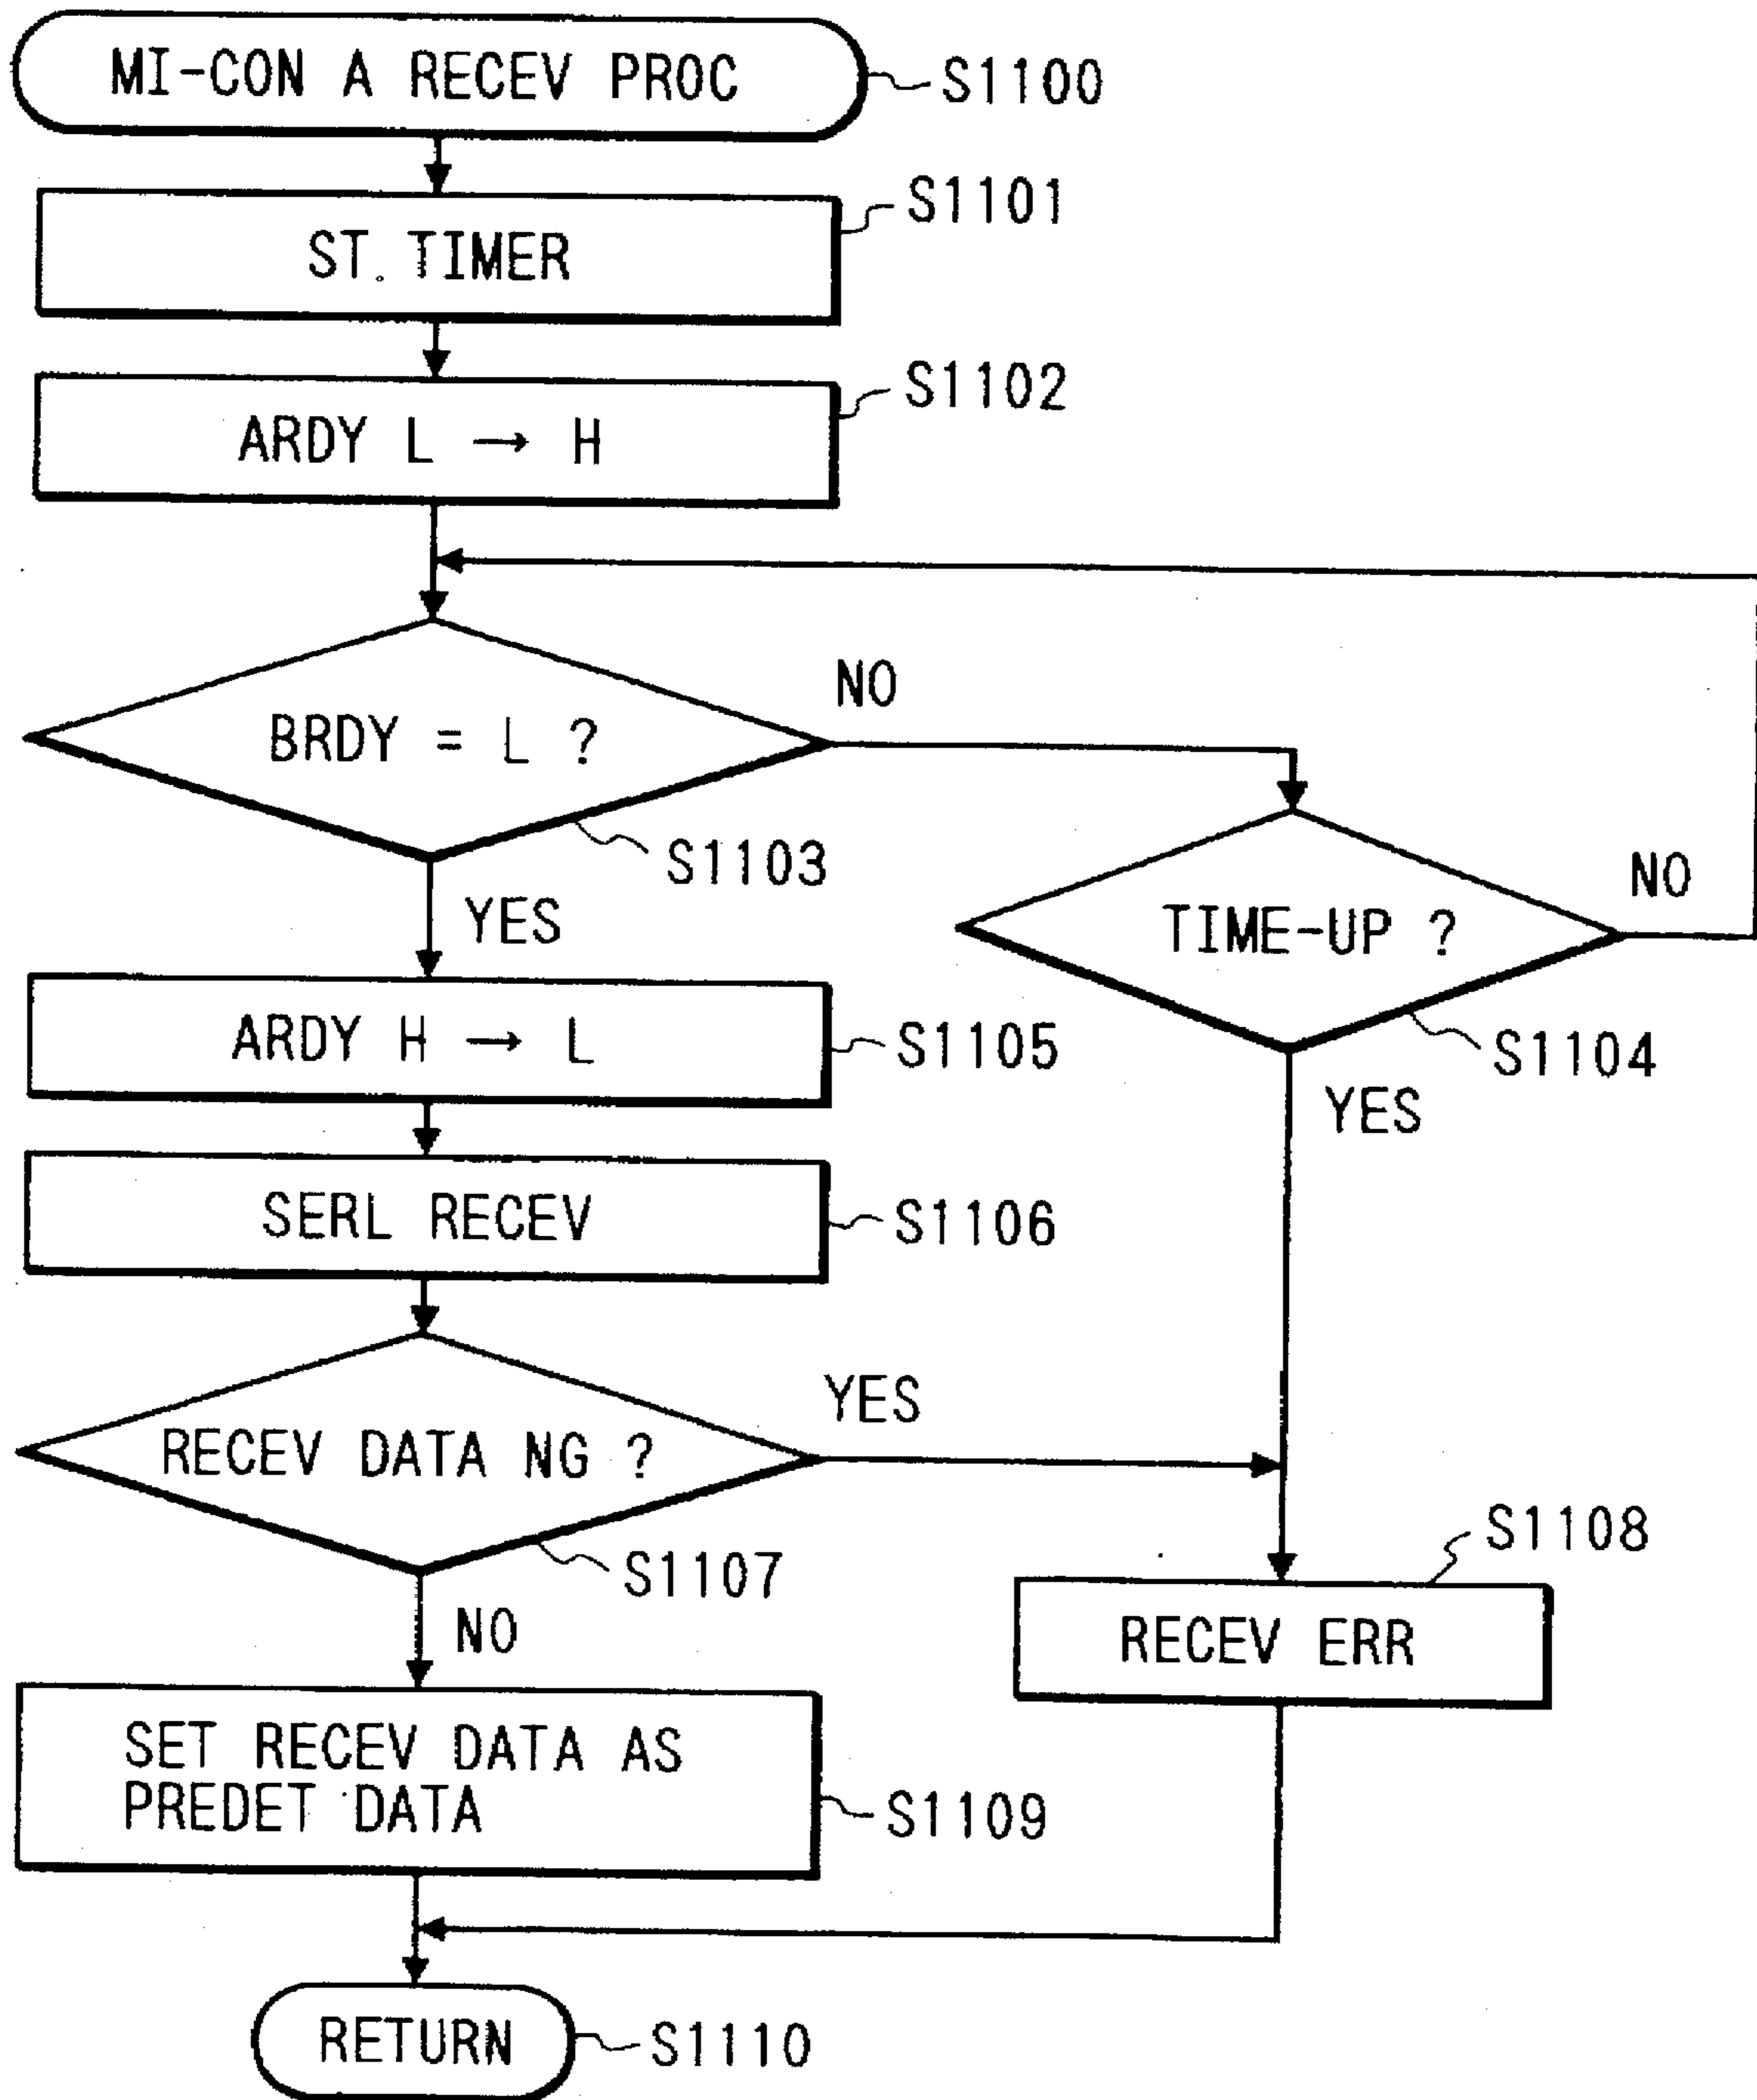 MI-CON A RECEV PROC
S1100
S1101
ST. TIMER
S1102
ARDY L → H
NO
BRDY = L ?
S1103
NO
YES
TIME-UP ?
ARDY H → L
S1105
S1104
YES
SERL RECEV
S1106
YES
RECEV DATA NG ?
S1108
S1107
NO
RECEV ERR
SET RECEV DATA AS
PREDET DATA
S1109
RETURN
S1110